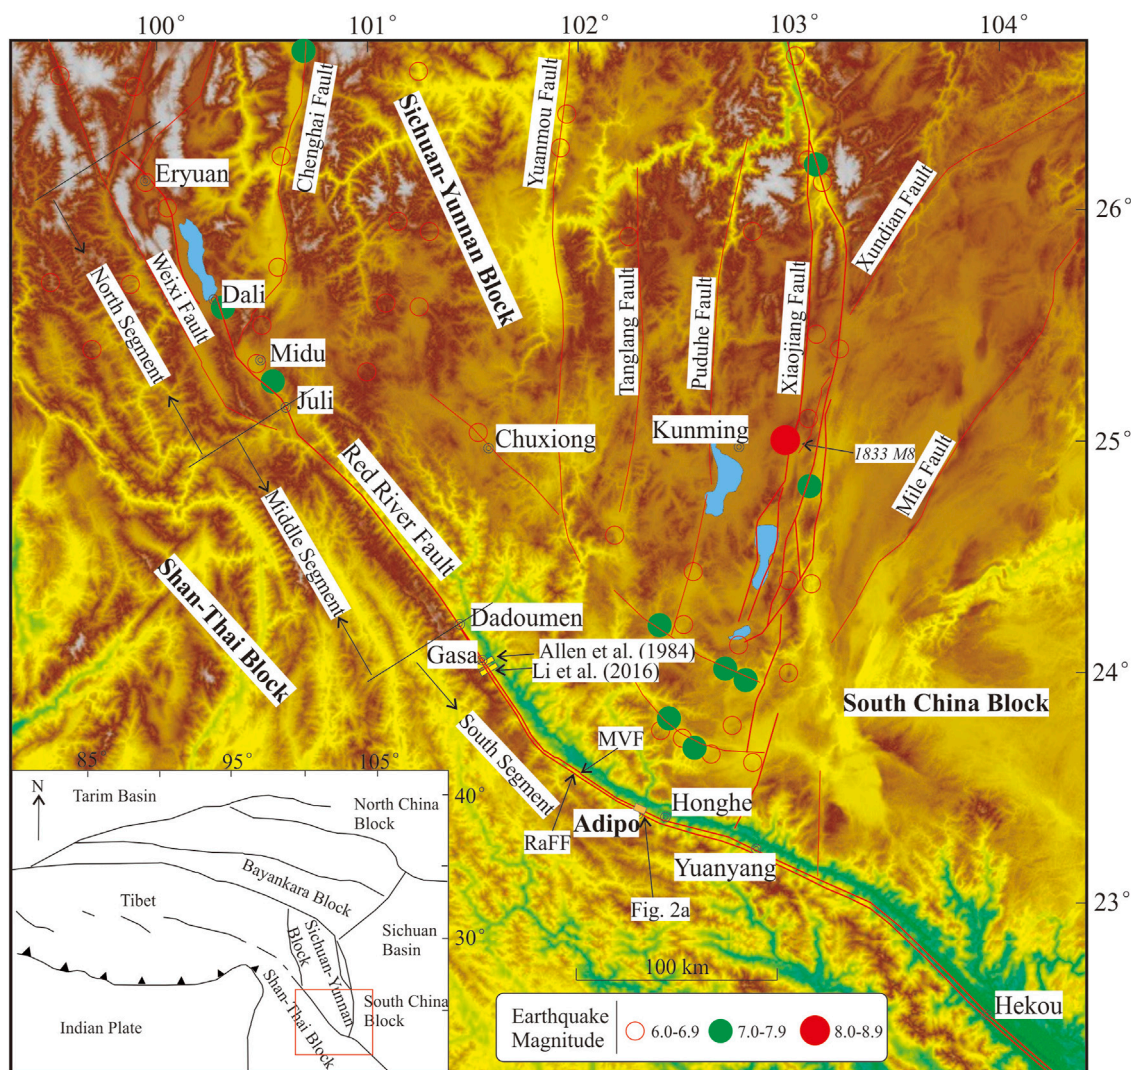 100° 101° 102° 103° 104°
Chenghai Fault
Sichuan-Yunnan Block
Yuanmou Fault
Eryuan
Xundian Fault
26°
Weixi Fault
North Segment
Dali
Tanglang Fault
Puduhe Fault
Xiaojiang Fault
Midu
Juli
Chuxiong
Kunming
25°
1833 M8
Mile Fault
Red River Fault
Middle Segment
Shan-Thai Block
Dadoumen
Allen et al. (1984)
Gasa
Li et al. (2016)
24°
South China Block
South Segment
MVF
Honghe
Adipo
RaFF
Yuanyang
Fig. 2a
23°
100 km
Hekou
85 95° 105°
N
Tarim Basin
North China
Block
40°
Bayankara Block
Tibet
Sichuan-Yunnan
Block
Sichuan
Basin
30°
Shan-Thai Block
South China
Block
Indian Plate
Earthquake
Magnitude
6.0-6.9 7.0-7.9 8.0-8.9